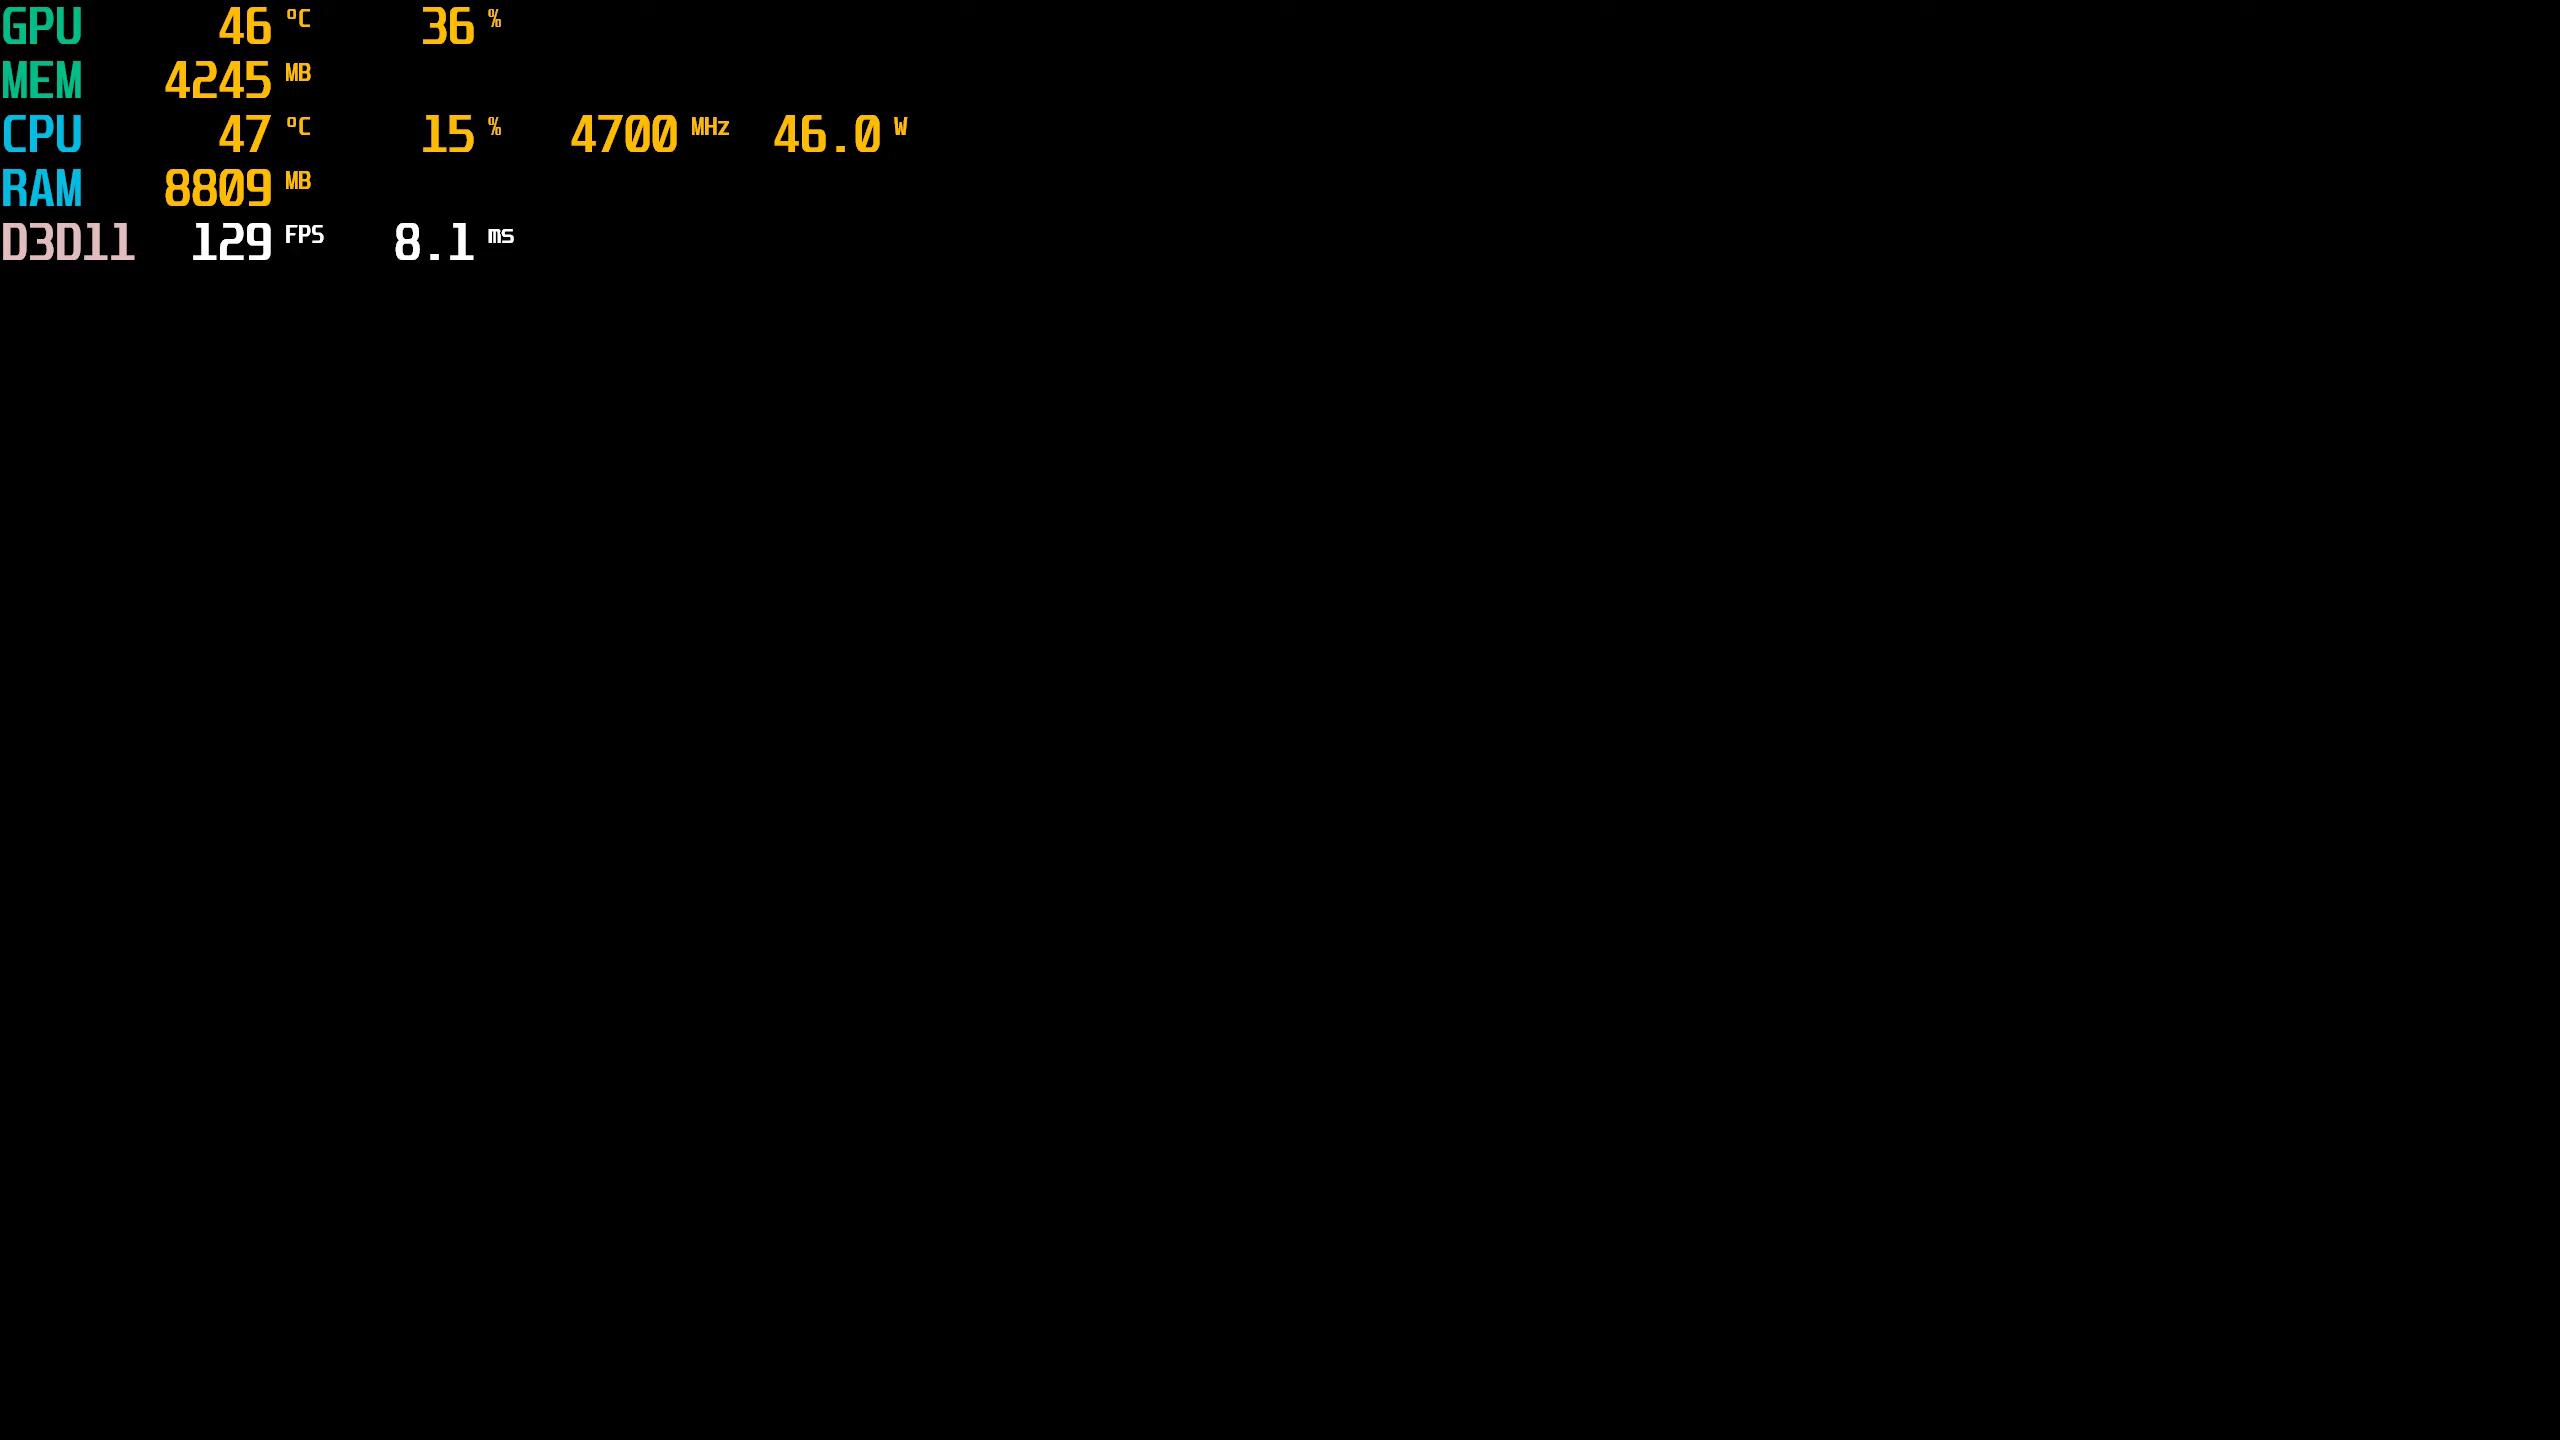 GPU 46 °C 36 %
MEM 4245 MB
CPU 47 °C 15 % 4700 MHz 46.0 W
RAM 8809 MB
D3D11 129 FPS 8.1 ms